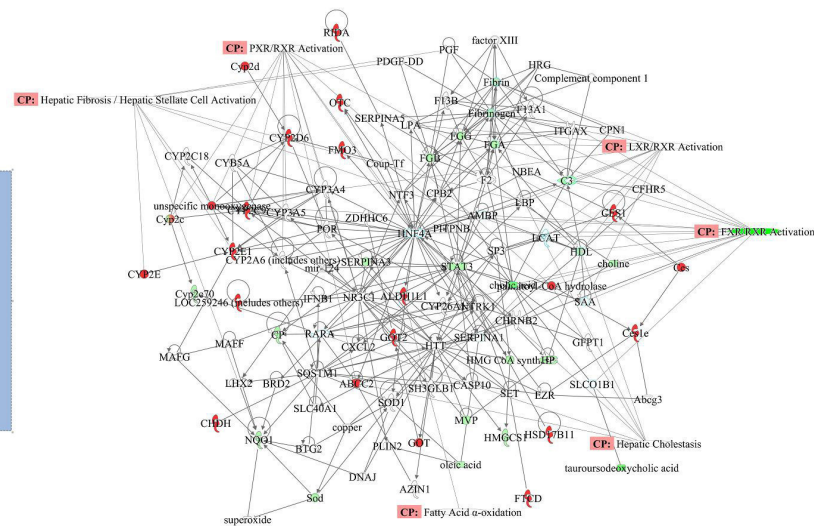 RIDA
CP: PXR/RXR Activation
PGF
factor XIII
Cyp2d
PDGF-DD
HRG
Fibrin
Complement component 1
CP: Hepatic Fibrosis / Hepatic Stellate Cell Activation
OTC
F13B
SERPINA5
Fibrinogen
F13A1
LPA
ITGAX
CPN1
CYP2D6
FGG
FGA
CP: LXR/RXR Activation
FMO3
CYP2C18
FGB
CYB5A
Coup-Tf
NBEA
F2
C3
CYP3A4
CPB2
CFHR5
NTF3
LBP
unspecific monooxygenase
CYP3A5
ZDHHC6
AMBP
CES1
Cyp2c
POR
HNF4A
PITPNB
LCAT
CP: FXR/RXR Activation
CYP2E1
SP3
HDL
CYP2A6 (includes others)
SERPINA3
STAT3
choline
CYP2E
mir-124
Ces
Cyp2c70
IFNB1
NR3C1
ALDH1L1
LOC259246 (includes others)
CYP26A1
NTRK1
SAA
CHRNB2
CP
RARA
GOT2
SERPINA1
Ces1e
MAFF
CXCL2
HTT
GFPT1
MAFG
SQSTM1
HMG CoA synthase
LHX2
BRD2
ABCC2
SH3GLB1
CASP10
SLCO1B1
SET
EZR
Abcg3
SLC40A1
SOD1
CHDH
MVP
copper
HMGCS1
HSD17B11
NQO1
BTG2
PLIN2
GOT
CP: Hepatic Cholestasis
oleic acid
tauroursodeoxycholic acid
DNAJ
AZIN1
Sod
FTCD
superoxide
CP: Fatty Acid α-oxidation